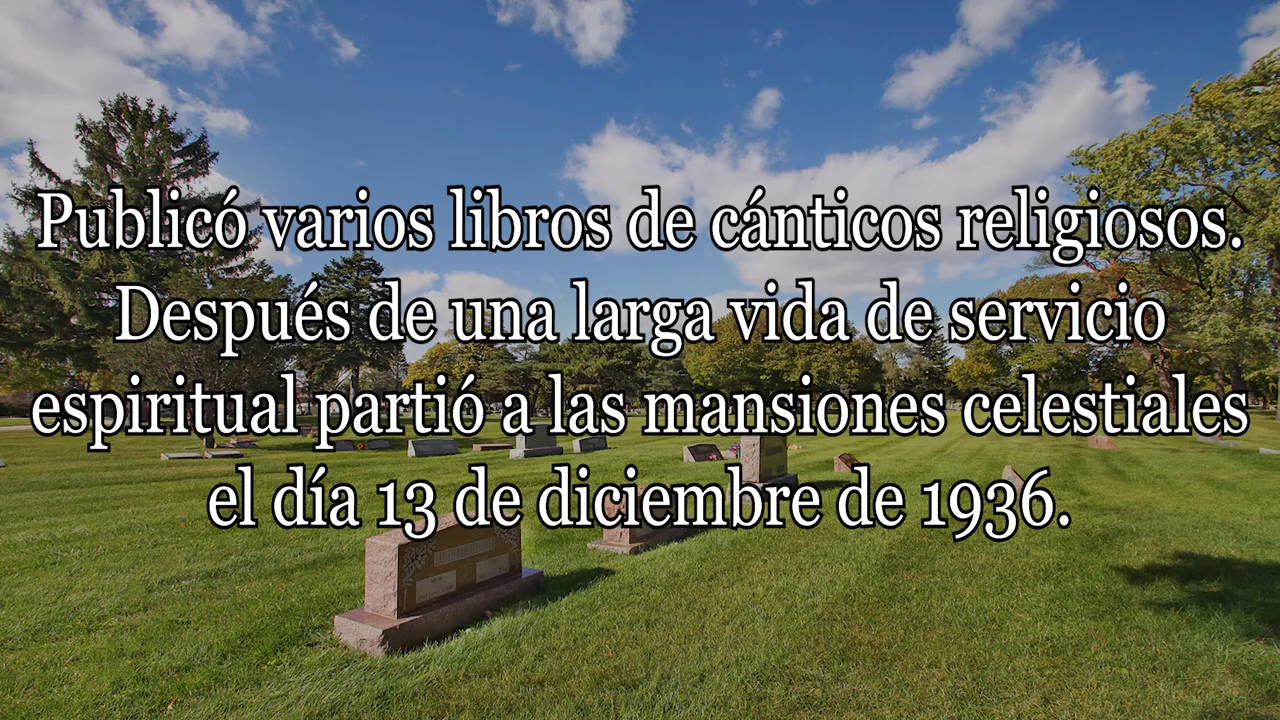 Publicó varios libros de cánticos religiosos.
Después de una larga vida de servicio
espiritual partió a las mansiones celestiales
el día 13 de diciembre de 1936.